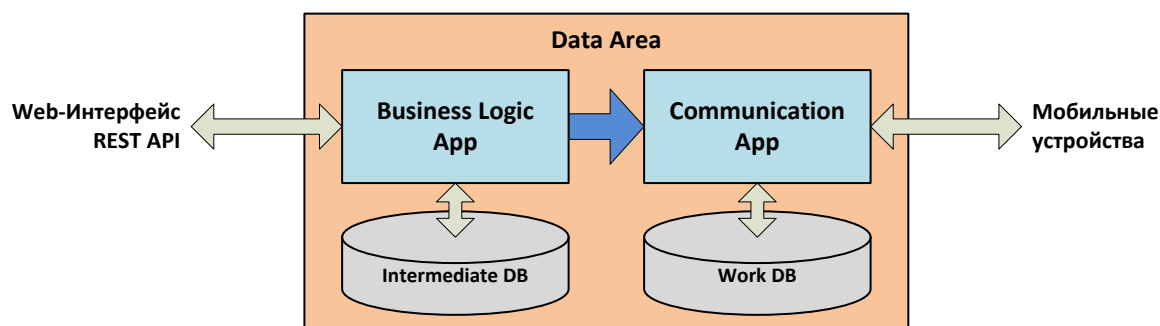 Data Area
Web-Интерфейс
REST API
Business Logic
App
Communication
App
Мобильные
устройства
Intermediate DB
Work DB